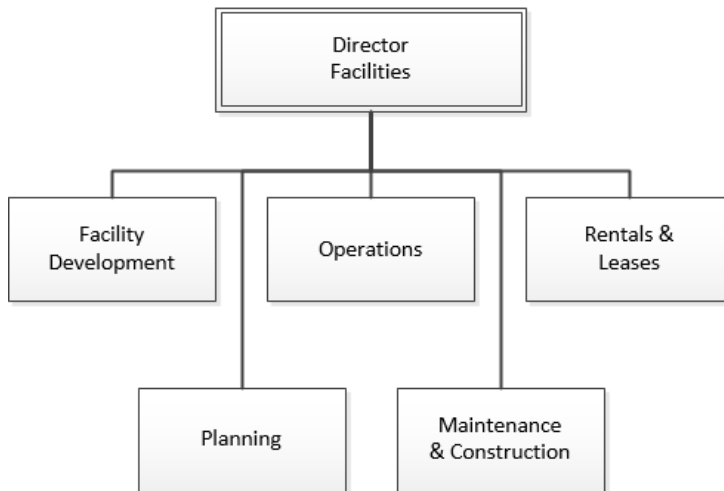 Director
Facilities
Facility
Development
Operations
Rentals &
Leases
Planning
Maintenance
& Construction